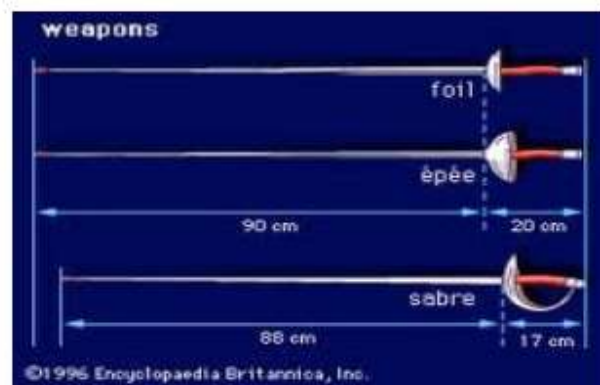 weapons
foil
épée
90 cm
20 cm
sabre
88 cm
17 cm
©1996 Encyclopaedia Britannica, Inc.